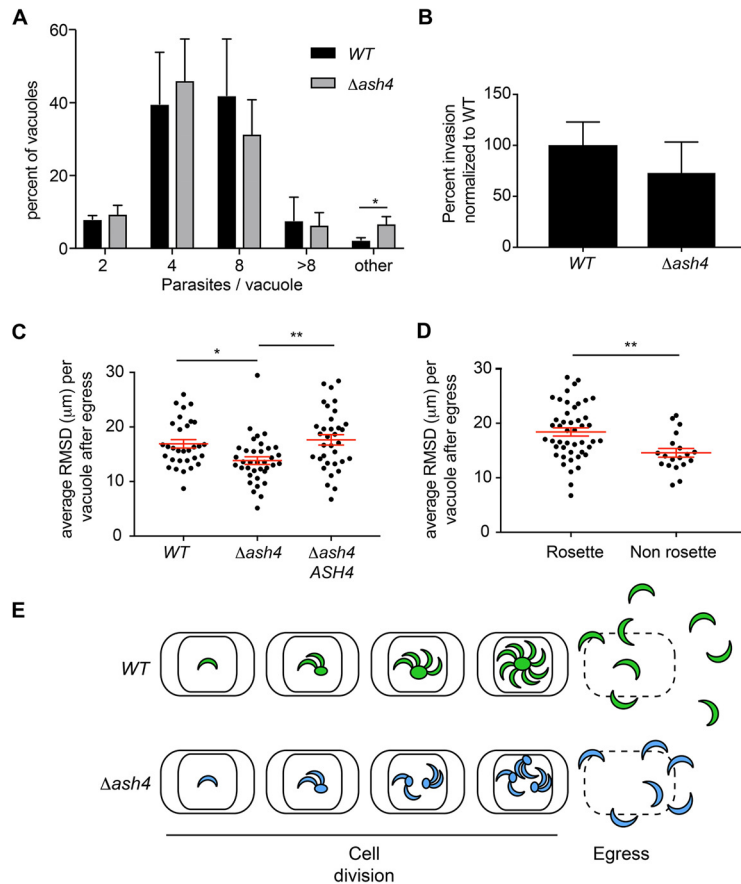 A
60
40
20
0
percent of vacuoles
WT
Δash4
*
2 4 8 >8 other
Parasites / vacuole
B
150
100
50
0
Percent invasion
normalized to WT
WT Δash4
C
30
20
10
0
average RMSD (μm) per
vacuole after egress
* **
WT Δash4 Δash4
ASH4
D
30
20
10
0
average RMSD (μm) per
vacuole after egress
**
Rosette Non rosette
E
WT
Δash4
Cell
division
Egress